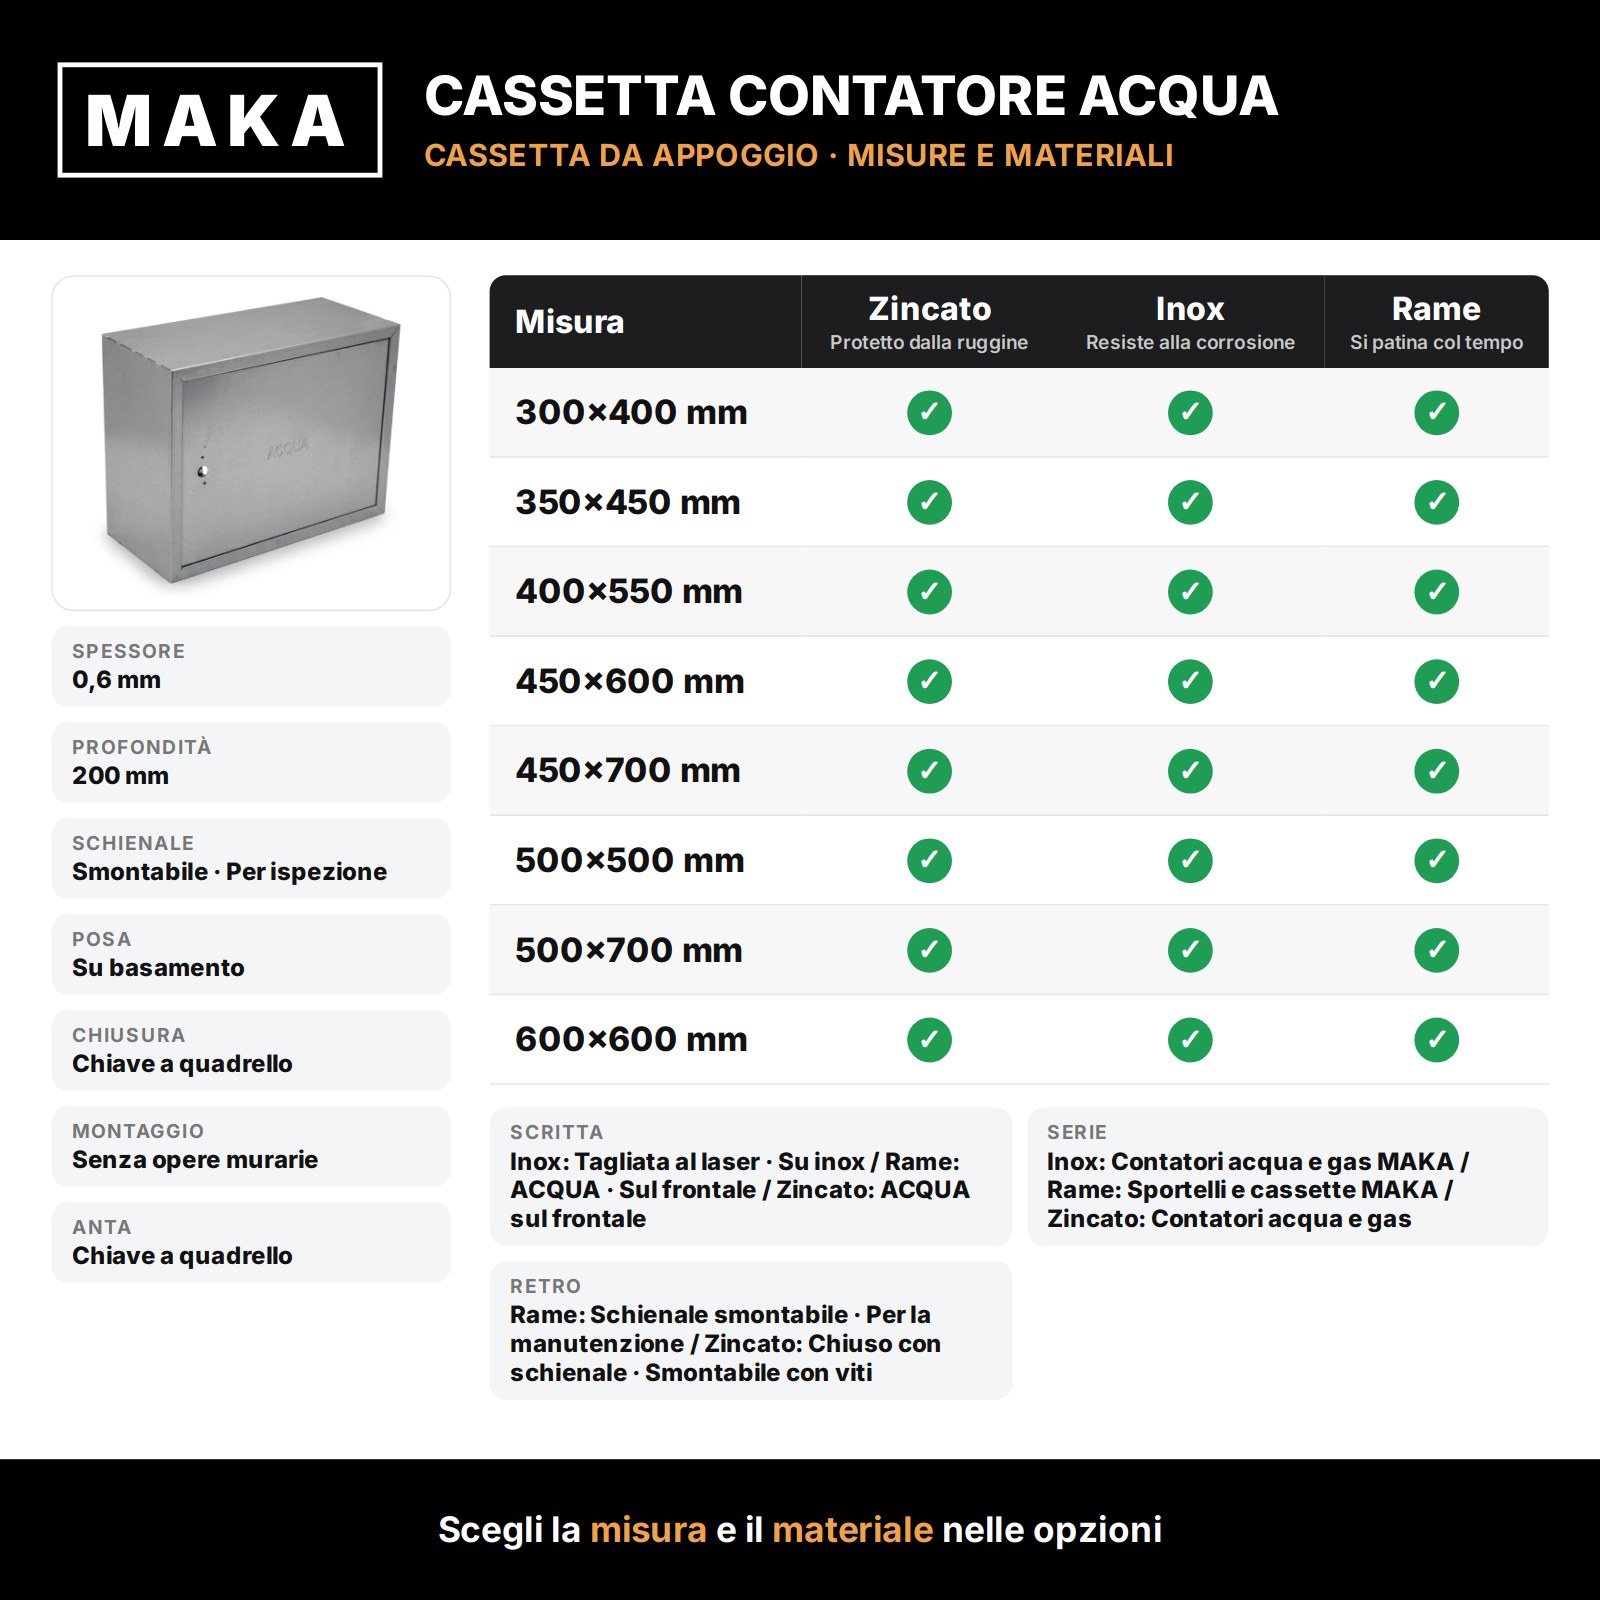 MAKA
CASSETTA CONTATORE ACQUA
CASSETTA DA APPOGGIO · MISURE E MATERIALI
ACQUA
SPESSORE
0,6 mm
PROFONDITÀ
200 mm
SCHIENALE
Smontabile · Per ispezione
POSA
Su basamento
CHIUSURA
Chiave a quadrello
MONTAGGIO
Senza opere murarie
ANTA
Chiave a quadrello
Misura Zincato Inox Rame
Protetto dalla ruggine Resiste alla corrosione Si patina col tempo
300×400 mm ✓ ✓ ✓
350×450 mm ✓ ✓ ✓
400×550 mm ✓ ✓ ✓
450×600 mm ✓ ✓ ✓
450×700 mm ✓ ✓ ✓
500×500 mm ✓ ✓ ✓
500×700 mm ✓ ✓ ✓
600×600 mm ✓ ✓ ✓
SCRITTA
Inox: Tagliata al laser · Su inox / Rame:
ACQUA · Sul frontale / Zincato: ACQUA
sul frontale
SERIE
Inox: Contatori acqua e gas MAKA /
Rame: Sportelli e cassette MAKA /
Zincato: Contatori acqua e gas
RETRO
Rame: Schienale smontabile · Per la
manutenzione / Zincato: Chiuso con
schienale · Smontabile con viti
Scegli la misura e il materiale nelle opzioni